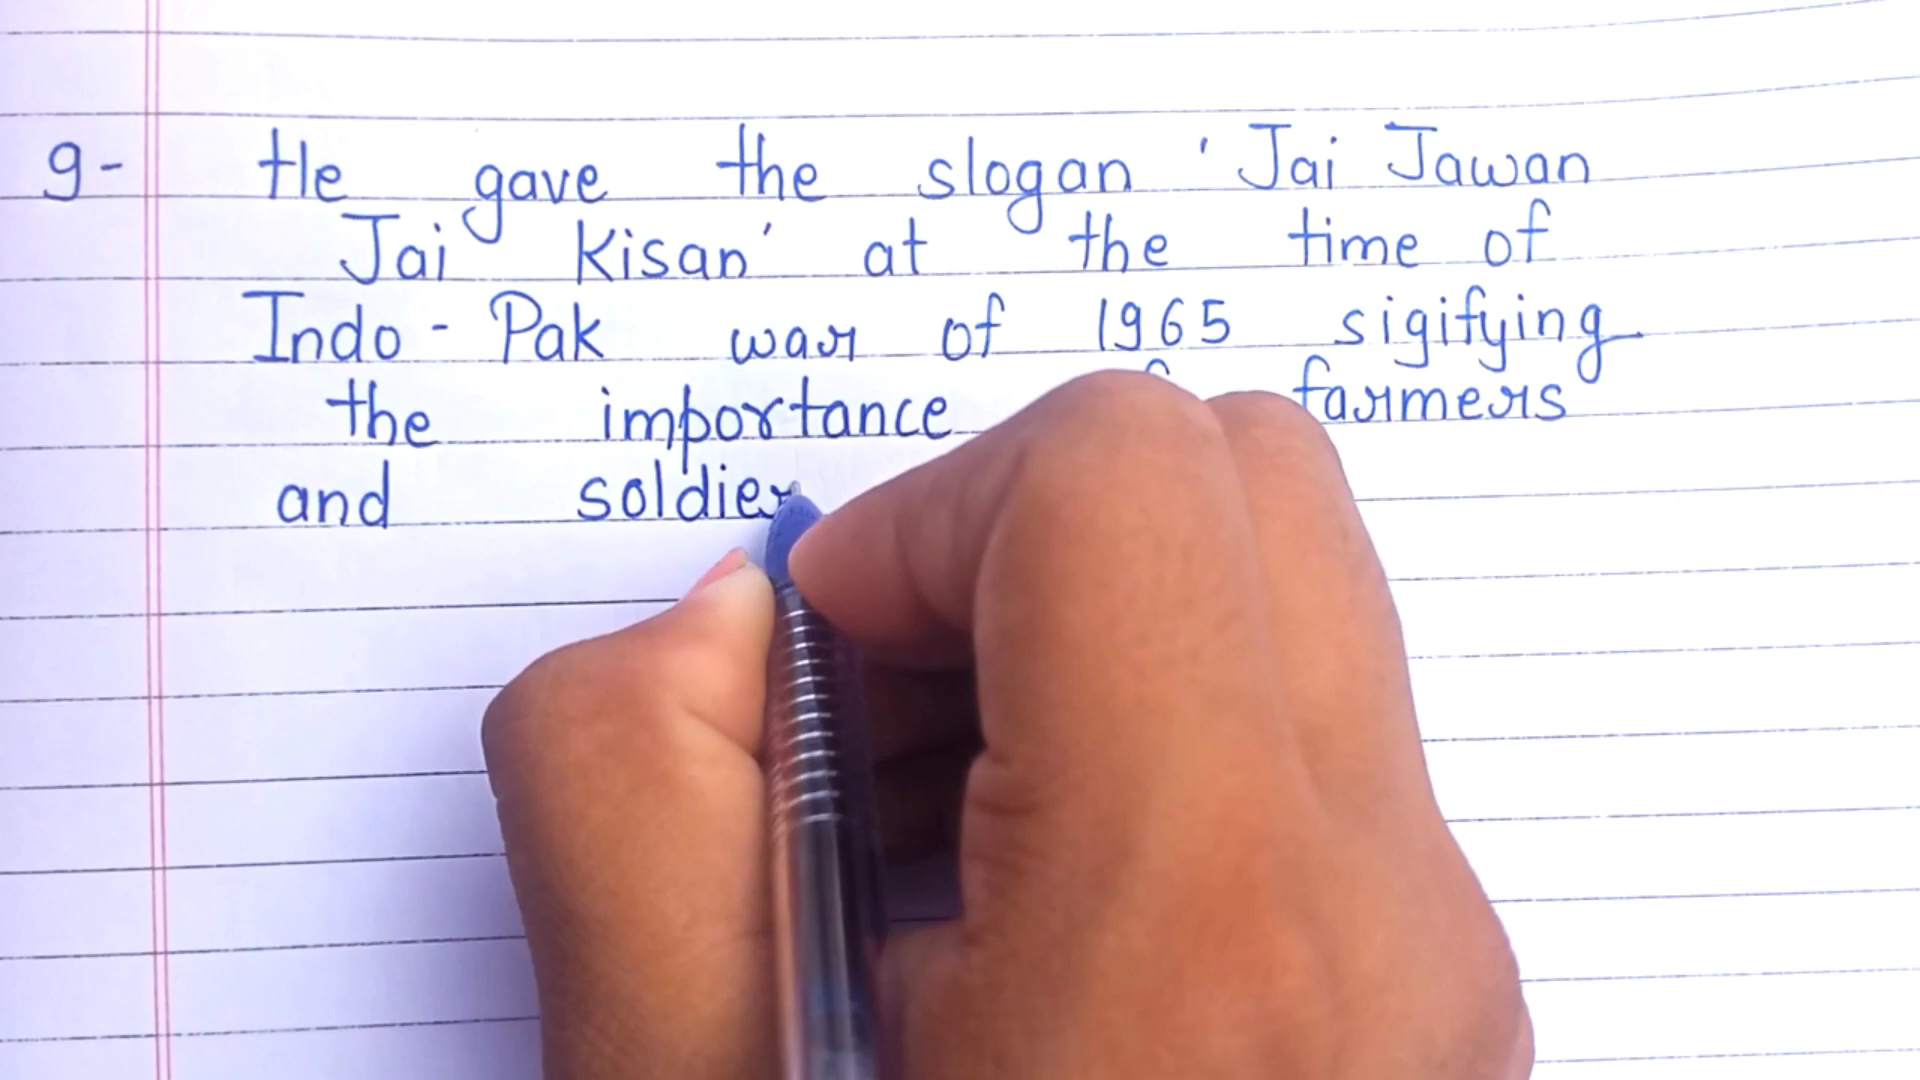 9- He gave the slogan 'Jai Jawan
Jai Kisan' at the time of
Indo - Pak war of 1965 sigifying
the importance farmers
and soldier